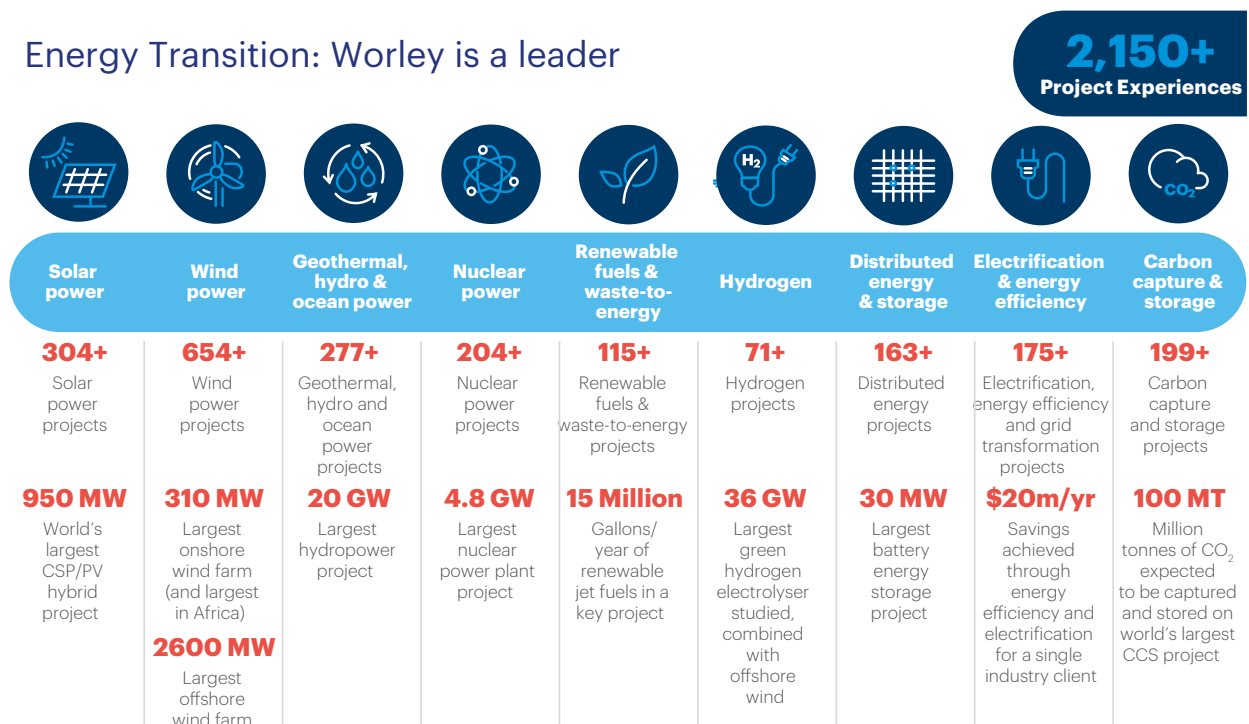 Energy Transition: Worley is a leader
2,150+
Project Experiences
H2
CO2
Solar
power
Wind
power
Geothermal,
hydro &
ocean power
Nuclear
power
Renewable
fuels &
waste-to-
energy
Hydrogen
Distributed
energy
& storage
Electrification
& energy
efficiency
Carbon
capture &
storage
304+
Solar
power
projects
950 MW
World's
largest
CSP/PV
hybrid
project
654+
Wind
power
projects
310 MW
Largest
onshore
wind farm
(and largest
in Africa)
2600 MW
Largest
offshore
wind farm
277+
Geothermal,
hydro and
ocean
power
projects
20 GW
Largest
hydropower
project
204+
Nuclear
power
projects
4.8 GW
Largest
nuclear
power plant
project
115+
Renewable
fuels &
waste-to-energy
projects
15 Million
Gallons/
year of
renewable
jet fuels in a
key project
71+
Hydrogen
projects
36 GW
Largest
green
hydrogen
electrolyser
studied,
combined
with
offshore
wind
163+
Distributed
energy
projects
30 MW
Largest
battery
energy
storage
project
175+
Electrification,
energy efficiency
and grid
transformation
projects
$20m/yr
Savings
achieved
through
energy
efficiency and
electrification
for a single
industry client
199+
Carbon
capture
and storage
projects
100 MT
Million
tonnes of CO2
expected
to be captured
and stored on
world's largest
CCS project